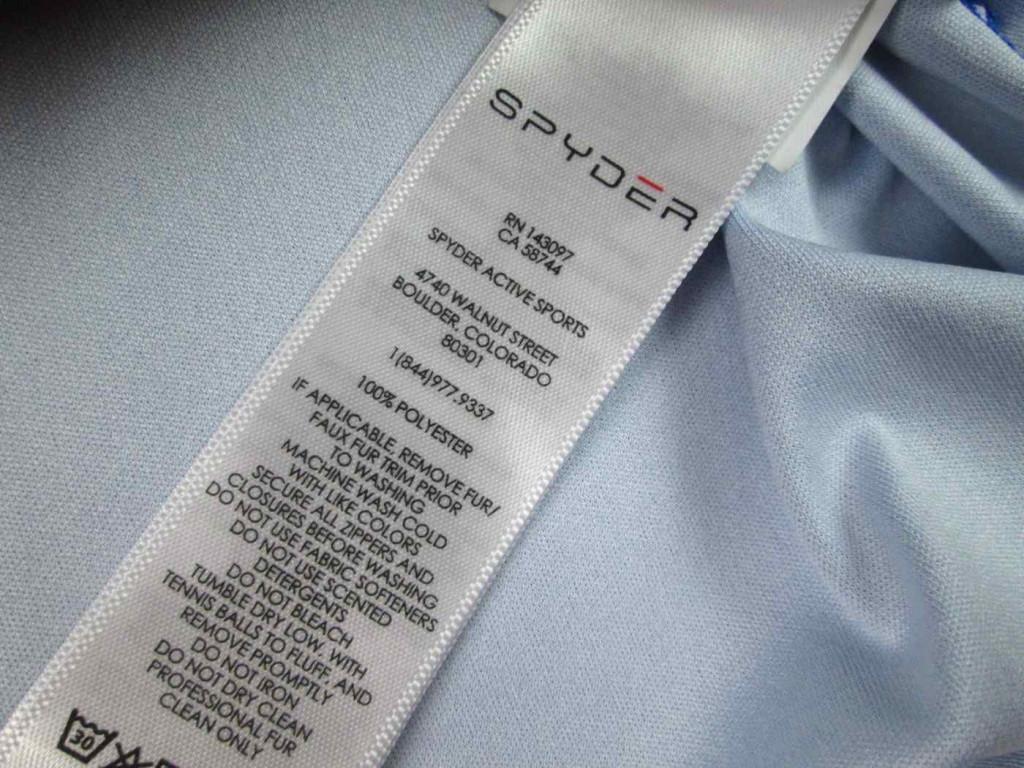 SPYDER
RN 143097
CA 58744
SPYDER ACTIVE SPORTS
4740 WALNUT STREET
BOULDER, COLORADO
80301
1(844)977.9337
100% POLYESTER
IF APPLICABLE, REMOVE FUR/
FAUX FUR TRIM PRIOR
TO WASHING
MACHINE WASH COLD
WITH LIKE COLORS
SECURE ALL ZIPPERS AND
CLOSURES BEFORE WASHING
DO NOT USE FABRIC SOFTENERS
DO NOT USE SCENTED
DETERGENTS
DO NOT BLEACH
TUMBLE DRY LOW, WITH
TENNIS BALLS TO FLUFF, AND
REMOVE PROMPTLY
DO NOT IRON
DO NOT DRY CLEAN
PROFESSIONAL FUR
CLEAN ONLY
30